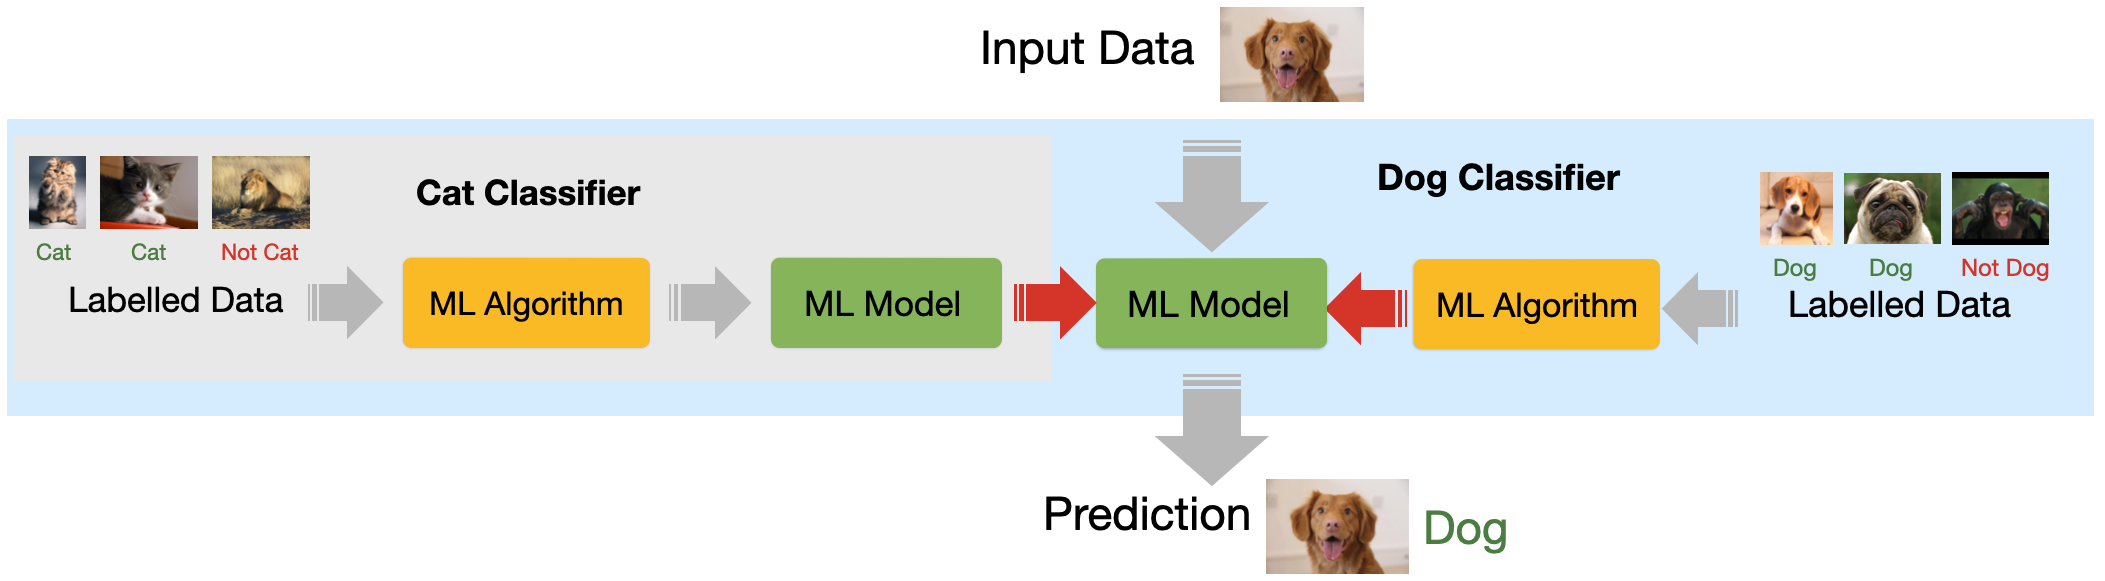 Input Data
Cat Classifier
Cat
Cat
Not Cat
Labelled Data
ML Algorithm
ML Model
Dog Classifier
ML Model
ML Algorithm
Dog
Dog
Not Dog
Labelled Data
Prediction
Dog